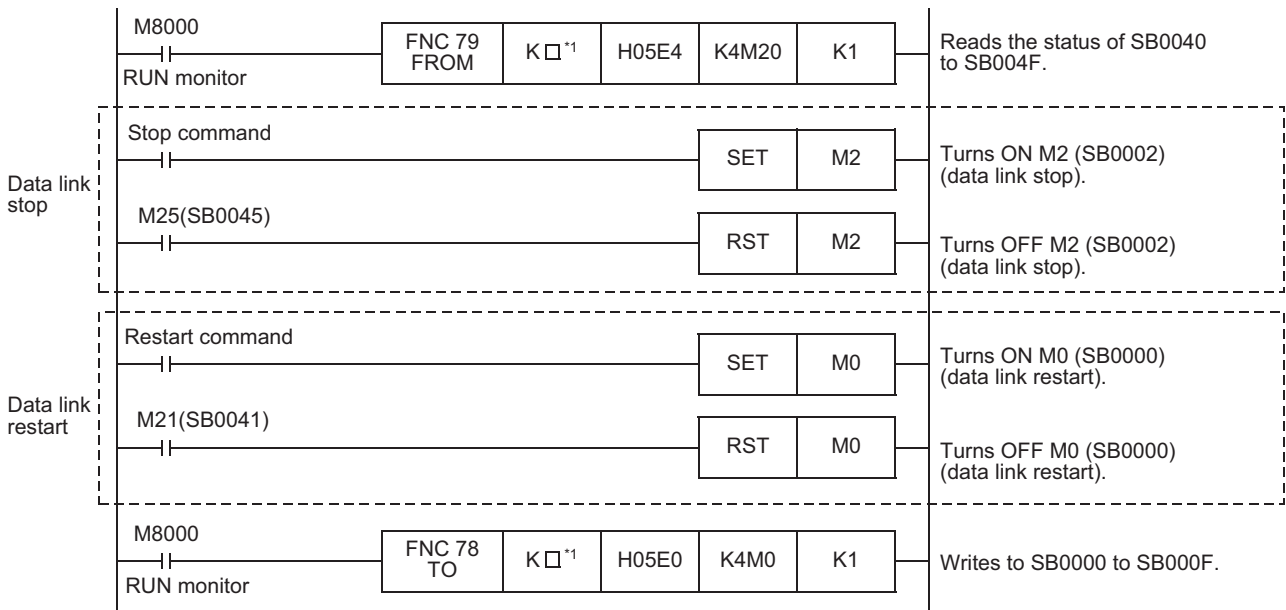 M8000
RUN monitor
FNC 79
FROM
K □ *1
H05E4
K4M20
K1
Reads the status of SB0040
to SB004F.
Data link
stop
Stop command
SET
M2
Turns ON M2 (SB0002)
(data link stop).
M25(SB0045)
RST
M2
Turns OFF M2 (SB0002)
(data link stop).
Data link
restart
Restart command
SET
M0
Turns ON M0 (SB0000)
(data link restart).
M21(SB0041)
RST
M0
Turns OFF M0 (SB0000)
(data link restart).
M8000
RUN monitor
FNC 78
TO
K □ *1
H05E0
K4M0
K1
Writes to SB0000 to SB000F.